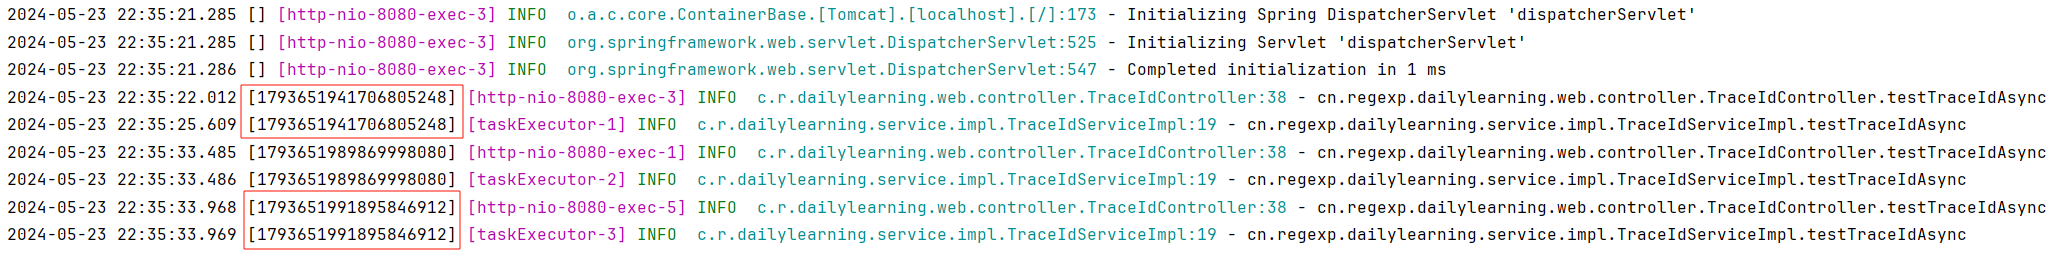 2024-05-23 22:35:21.285 [] [http-nio-8080-exec-3] INFO  o.a.c.core.ContainerBase.[Tomcat].[localhost].[/]:173 - Initializing Spring DispatcherServlet 'dispatcherServlet'
2024-05-23 22:35:21.285 [] [http-nio-8080-exec-3] INFO  org.springframework.web.servlet.DispatcherServlet:525 - Initializing Servlet 'dispatcherServlet'
2024-05-23 22:35:21.286 [] [http-nio-8080-exec-3] INFO  org.springframework.web.servlet.DispatcherServlet:547 - Completed initialization in 1 ms
2024-05-23 22:35:22.012 [1793651941706805248] [http-nio-8080-exec-3] INFO  c.r.dailylearning.web.controller.TraceIdController:38 - cn.regexp.dailylearning.web.controller.TraceIdController.testTraceIdAsync
2024-05-23 22:35:25.609 [1793651941706805248] [taskExecutor-1] INFO  c.r.dailylearning.service.impl.TraceIdServiceImpl:19 - cn.regexp.dailylearning.service.impl.TraceIdServiceImpl.testTraceIdAsync
2024-05-23 22:35:33.485 [1793651989869998080] [http-nio-8080-exec-1] INFO  c.r.dailylearning.web.controller.TraceIdController:38 - cn.regexp.dailylearning.web.controller.TraceIdController.testTraceIdAsync
2024-05-23 22:35:33.486 [1793651989869998080] [taskExecutor-2] INFO  c.r.dailylearning.service.impl.TraceIdServiceImpl:19 - cn.regexp.dailylearning.service.impl.TraceIdServiceImpl.testTraceIdAsync
2024-05-23 22:35:33.968 [1793651991895846912] [http-nio-8080-exec-5] INFO  c.r.dailylearning.web.controller.TraceIdController:38 - cn.regexp.dailylearning.web.controller.TraceIdController.testTraceIdAsync
2024-05-23 22:35:33.969 [1793651991895846912] [taskExecutor-3] INFO  c.r.dailylearning.service.impl.TraceIdServiceImpl:19 - cn.regexp.dailylearning.service.impl.TraceIdServiceImpl.testTraceIdAsync